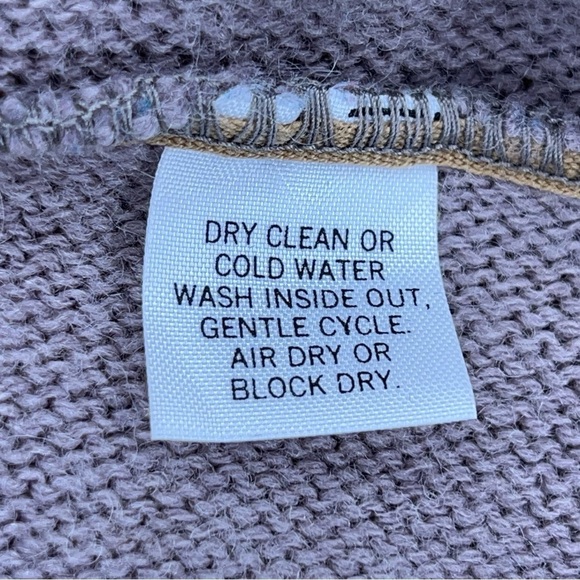 DRY CLEAN OR
COLD WATER
WASH INSIDE OUT,
GENTLE CYCLE.
AIR DRY OR
BLOCK DRY.